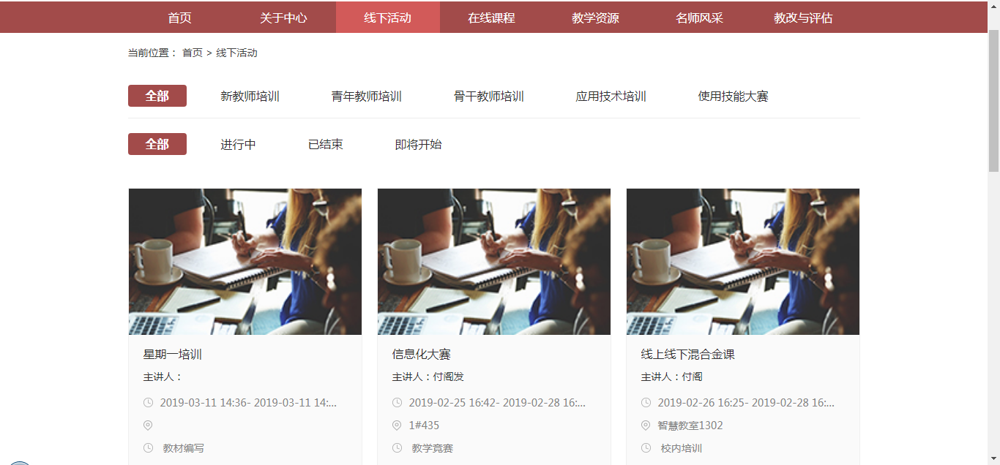 首页 关于中心 线下活动 在线课程 教学资源 名师风采 教改与评估
当前位置： 首页 > 线下活动
全部 新教师培训 青年教师培训 骨干教师培训 应用技术培训 使用技能大赛
全部 进行中 已结束 即将开始
星期一培训
主讲人：
2019-03-11 14:36- 2019-03-11 14:...
教材编写
信息化大赛
主讲人：付阁发
2019-02-25 16:42- 2019-02-28 16:...
1#435
教学竟赛
线上线下混合金课
主讲人：付阁
2019-02-26 16:25- 2019-02-28 16:...
智慧教室1302
校内培训